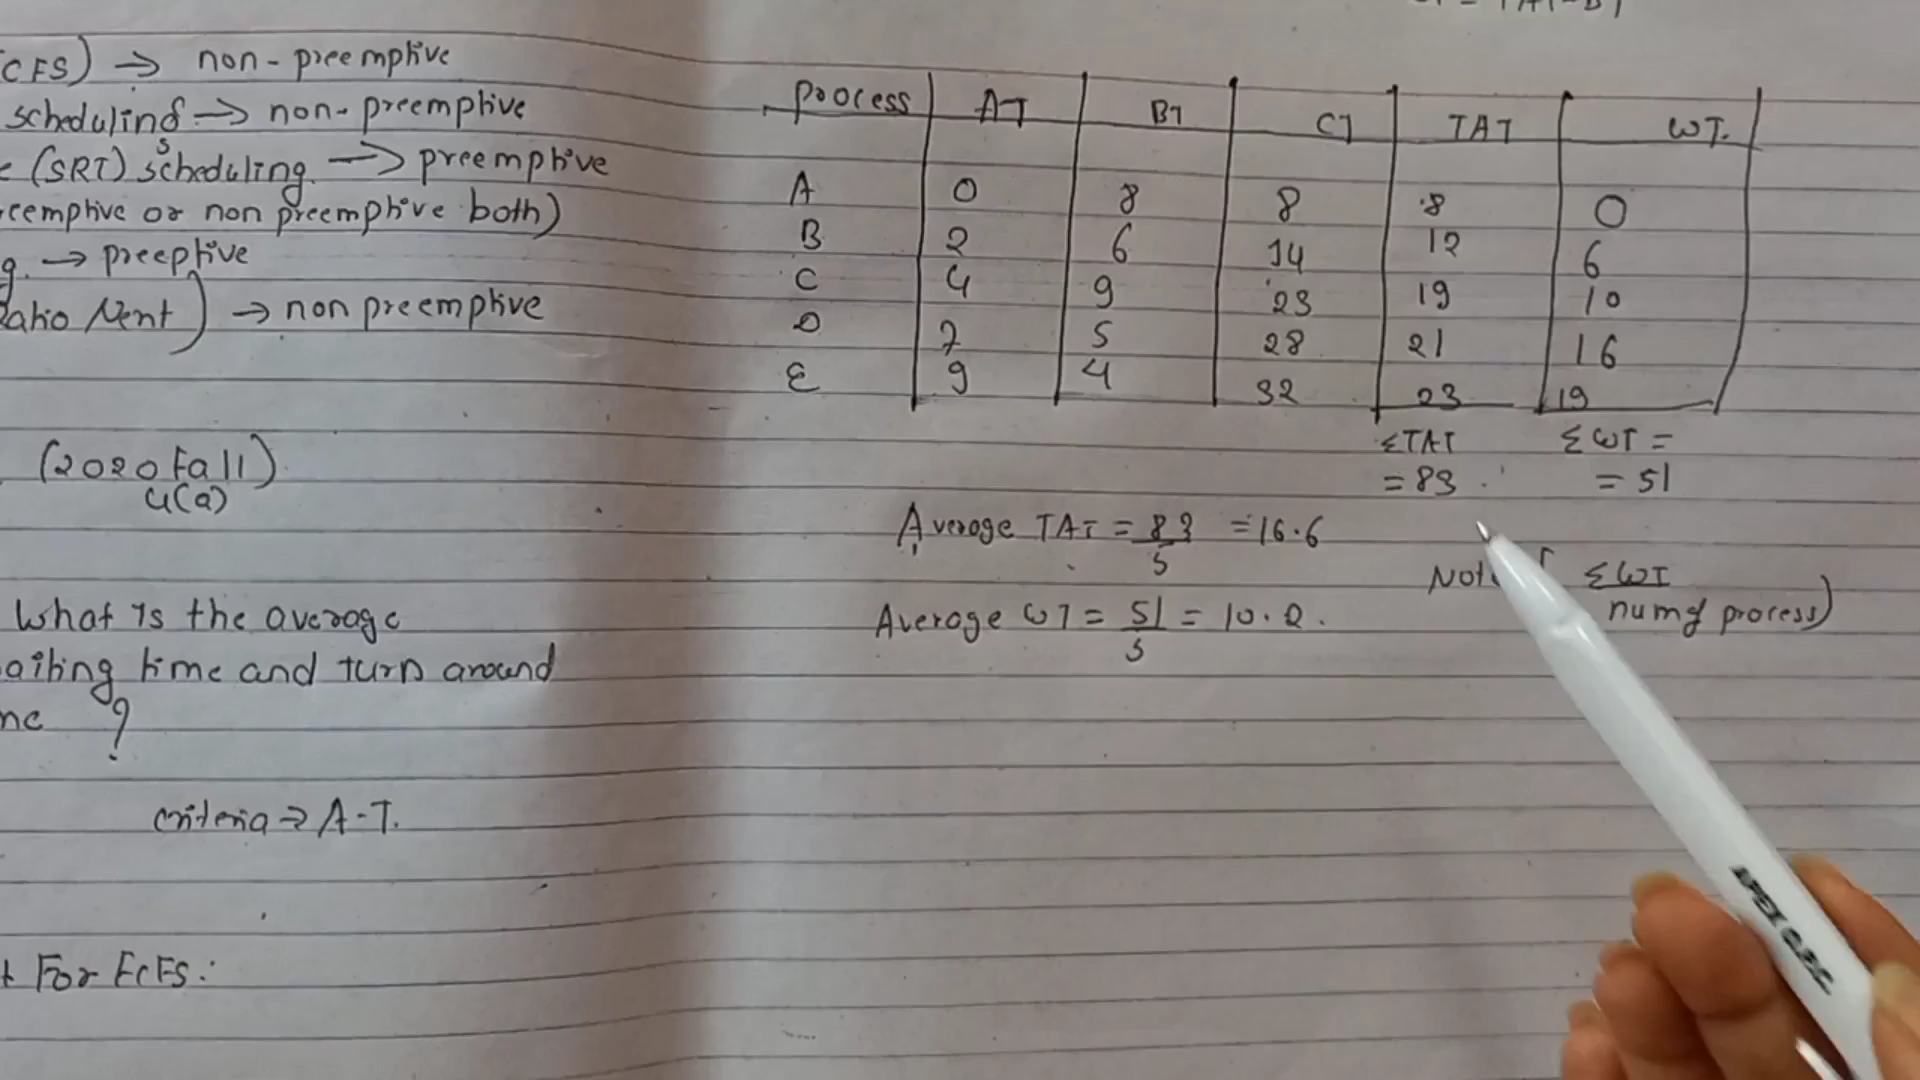 CFS) → non-preemptive
scheduling → non-preemptive
e (SRT) scheduling → preemptive
eemptive or non preemptive both)
g. → preeptive
Ratio Nent) → non preemptive
(2020 Fall)
4(a)
What is the average
aiting time and turn around
me ?
criteria → A-T.
t For FCFS:
Process AT BT CT TAT WT.
A 0 8 8 8 0
B 2 6 14 12 6
C 4 9 23 19 10
D 7 5 28 21 16
E 9 4 32 23 19
ΣTAT ΣWT =
= 83 = 51
Average TAT = 83/5 = 16.6
Average WT = 51/5 = 10.2.
Not ΣWT
num of process)